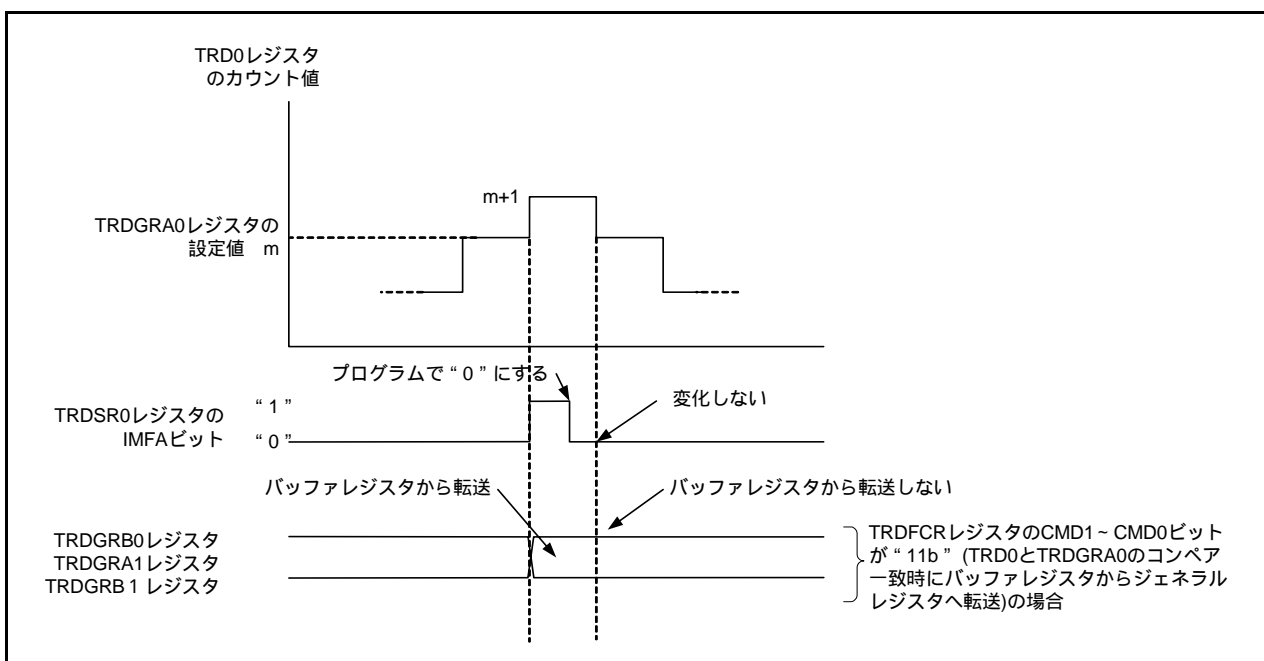 TRD0レジスタ
のカウント値
m+1
TRDGRA0レジスタの
設定値 m
プログラムで“0”にする
変化しない
TRDSR0レジスタの
IMFAビット
“1”
“0”
バッファレジスタから転送
バッファレジスタから転送しない
TRDGRB0レジスタ
TRDGRA1レジスタ
TRDGRB1レジスタ
TRDFCRレジスタのCMD1~CMD0ビット
が“11b”(TRD0とTRDGRA0のコンペア
一致時にバッファレジスタからジェネラル
レジスタへ転送)の場合